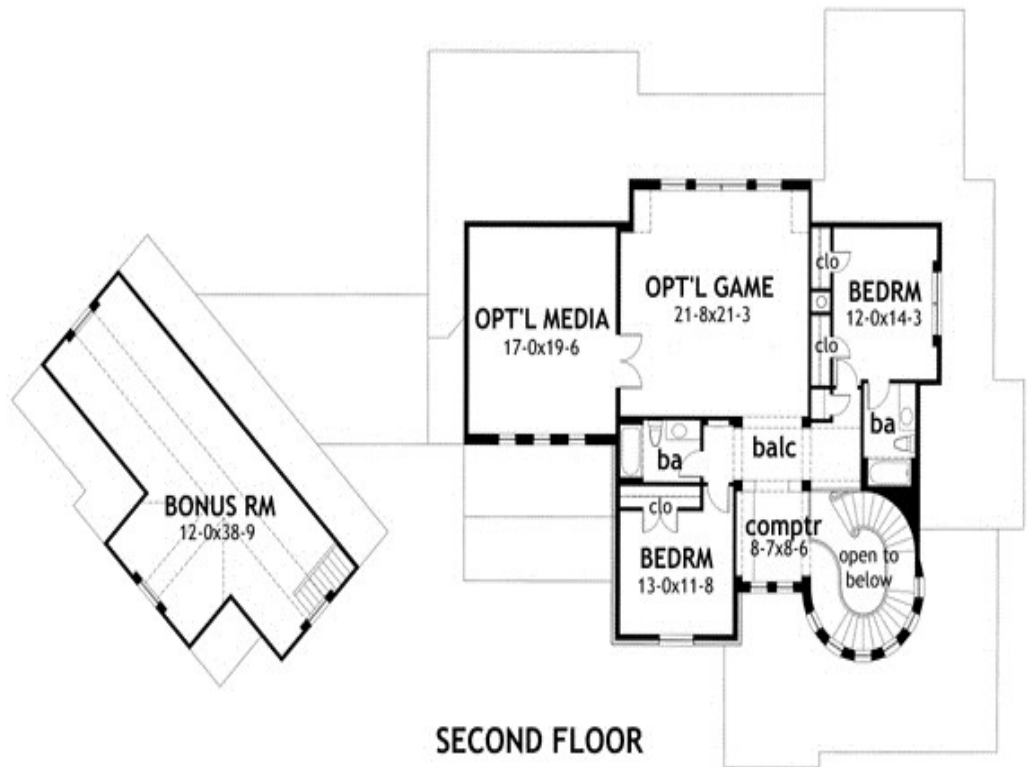 OPT'L GAME
21-8x21-3
clo
BEDRM
12-0x14-3
OPT'L MEDIA
17-0x19-6
clo
ba
balc
ba
BONUS RM
12-0x38-9
clo
comptr
8-7x8-6
BEDRM
13-0x11-8
open to
below
SECOND FLOOR